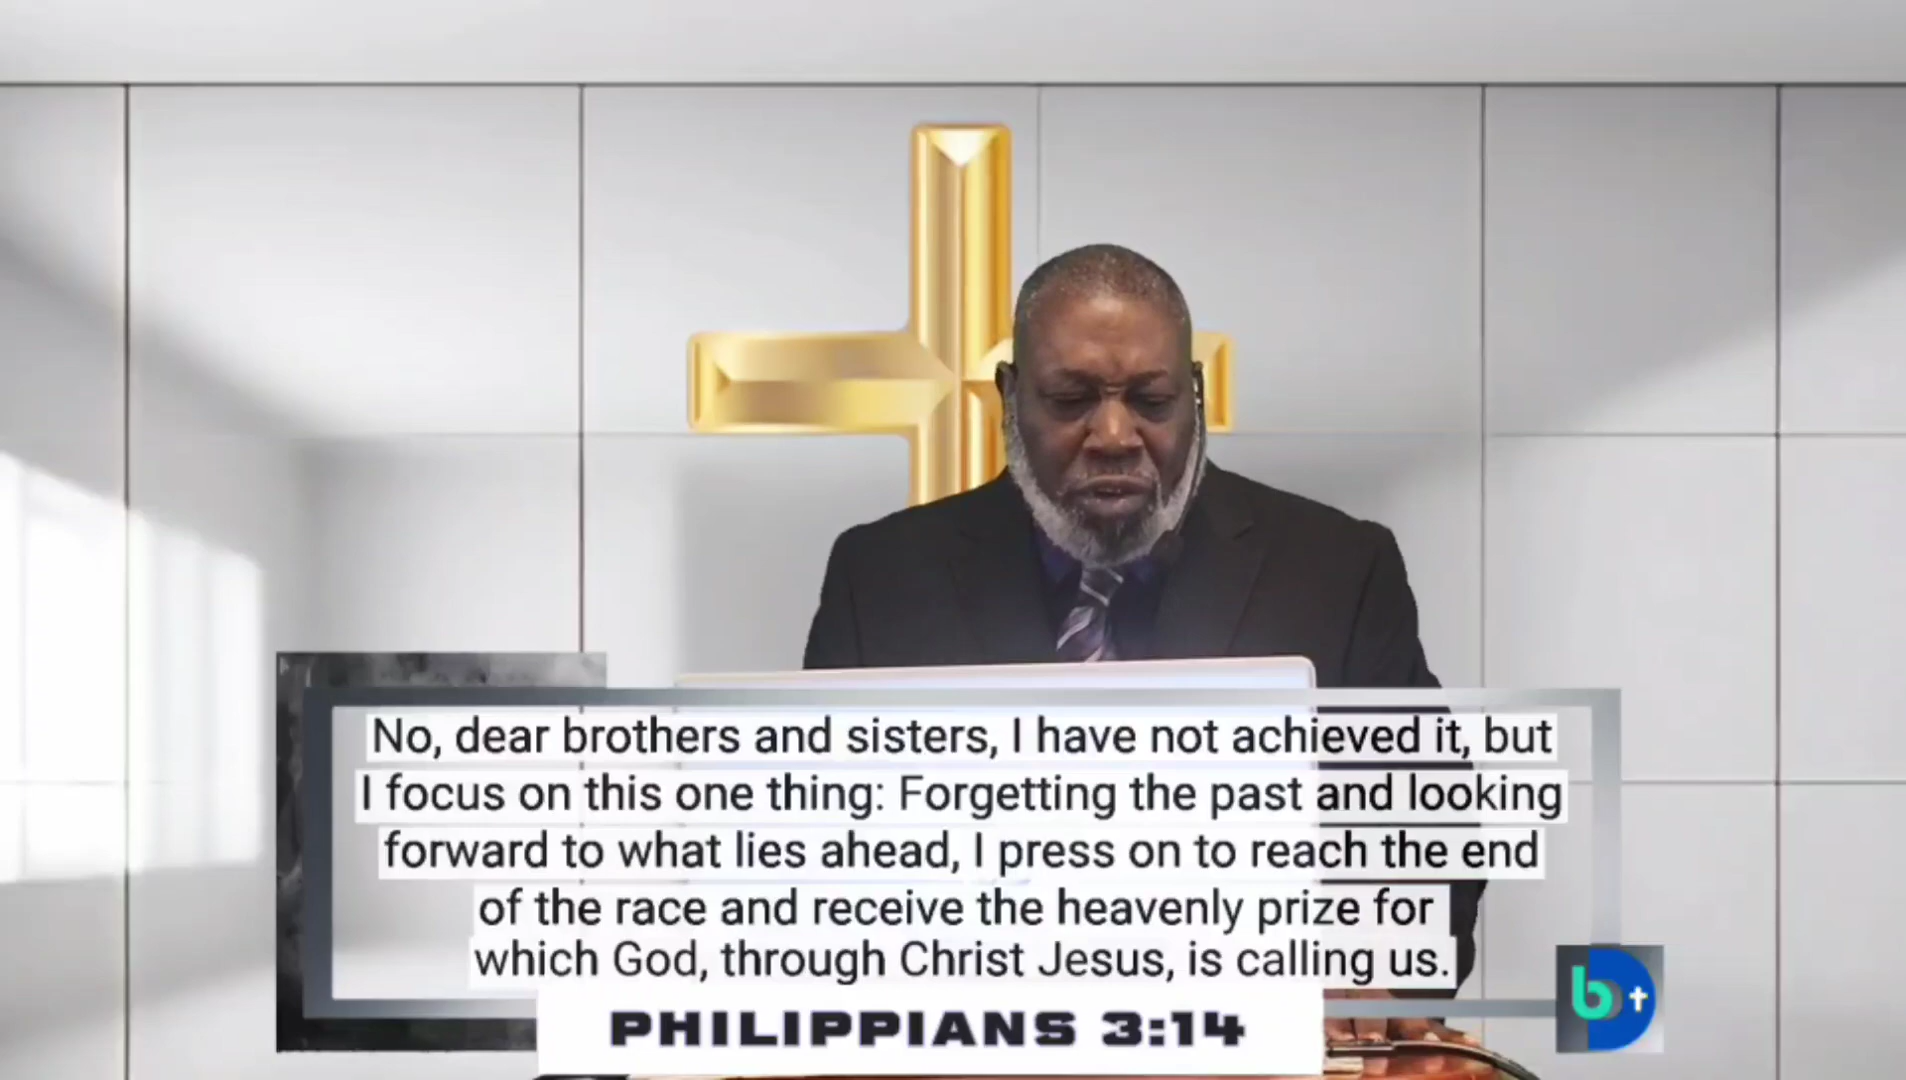 No, dear brothers and sisters, I have not achieved it, but
I focus on this one thing: Forgetting the past and looking
forward to what lies ahead, I press on to reach the end
of the race and receive the heavenly prize for
which God, through Christ Jesus, is calling us.
PHILIPPIANS 3:14
b